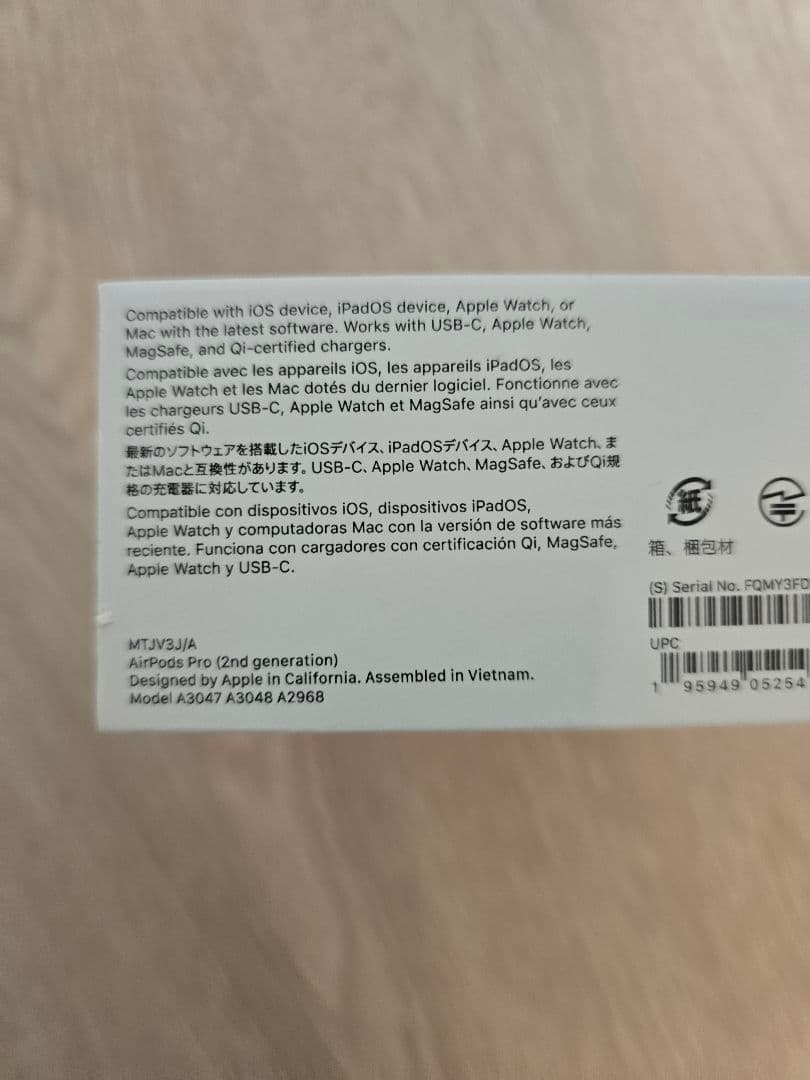 Compatible with iOS device, iPadOS device, Apple Watch, or
Mac with the latest software. Works with USB-C, Apple Watch,
MagSafe, and Qi-certified chargers.
Compatible avec les appareils iOS, les appareils iPadOS, les
Apple Watch et les Mac dotés du dernier logiciel. Fonctionne avec
les chargeurs USB-C, Apple Watch et MagSafe ainsi qu'avec ceux
certifiés Qi.
最新のソフトウェアを搭載したiOSデバイス、iPadOSデバイス、Apple Watch、ま
たはMacと互換性があります。USB-C、Apple Watch、MagSafe、およびQi規
格の充電器に対応しています。
Compatible con dispositivos iOS, dispositivos iPadOS,
Apple Watch y computadoras Mac con la versión de software más
reciente. Funciona con cargadores con certificación Qi, MagSafe,
Apple Watch y USB-C.
MTJV3J/A
AirPods Pro (2nd generation)
Designed by Apple in California. Assembled in Vietnam.
Model A3047 A3048 A2968
紙
箱、梱包材
(S) Serial No. FQMY3FD
UPC
1 95949 05254